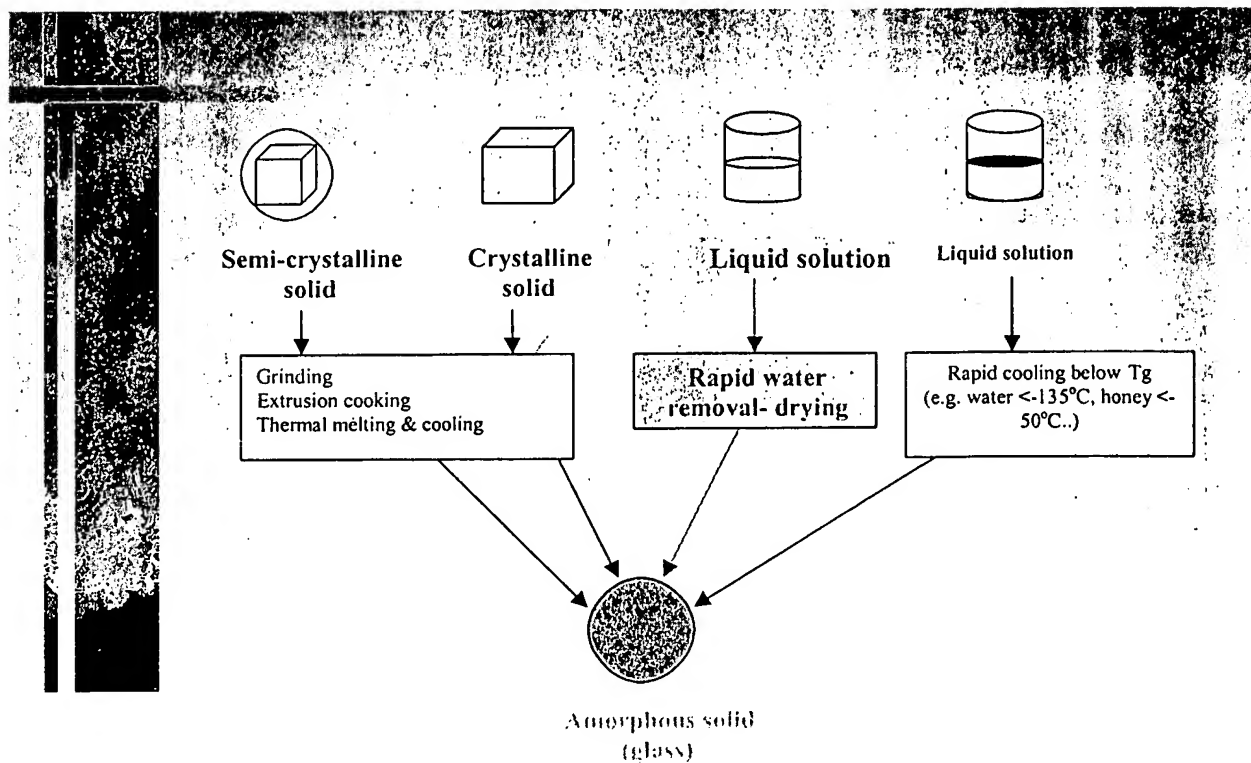 Semi-crystalline
solid
Crystalline
solid
Liquid solution
Liquid solution
Grinding
Extrusion cooking
Thermal melting & cooling
Rapid water
removal- drying
Rapid cooling below Tg
(e.g. water <-135°C, honey <-
50°C..)
Amorphous solid
(glass)